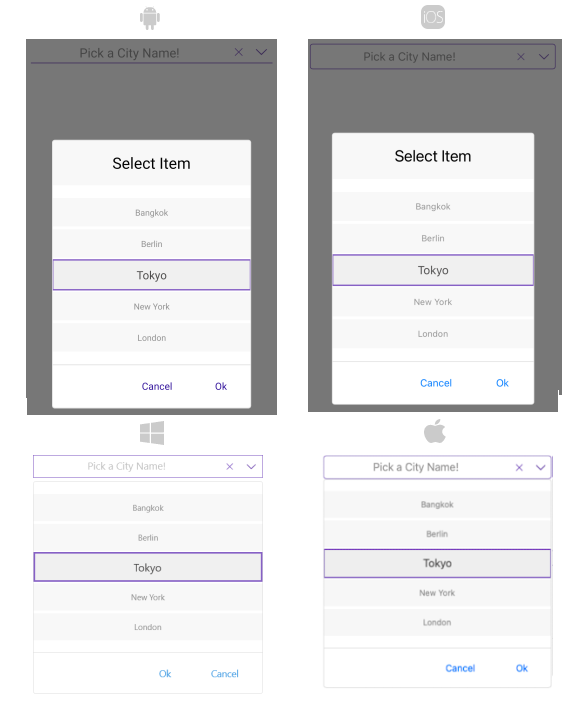 iOS
Pick a City Name!
Select Item
Bangkok
Berlin
Tokyo
New York
London
Cancel Ok
Pick a City Name!
Select Item
Bangkok
Berlin
Tokyo
New York
London
Cancel Ok
Pick a City Name!
Bangkok
Berlin
Tokyo
New York
London
Ok Cancel
Pick a City Name!
Bangkok
Berlin
Tokyo
New York
London
Cancel Ok